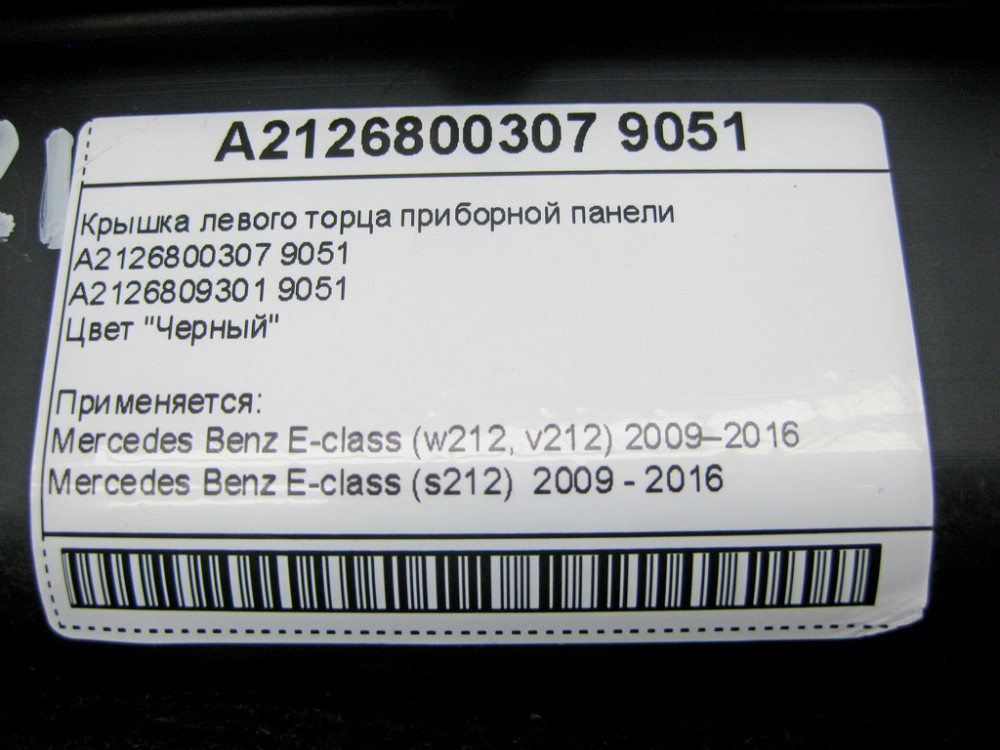 A2126800307 9051
Крышка левого торца приборной панели
A2126800307 9051
A2126809301 9051
Цвет "Черный"
Применяется:
Mercedes Benz E-class (w212, v212) 2009–2016
Mercedes Benz E-class (s212) 2009 - 2016